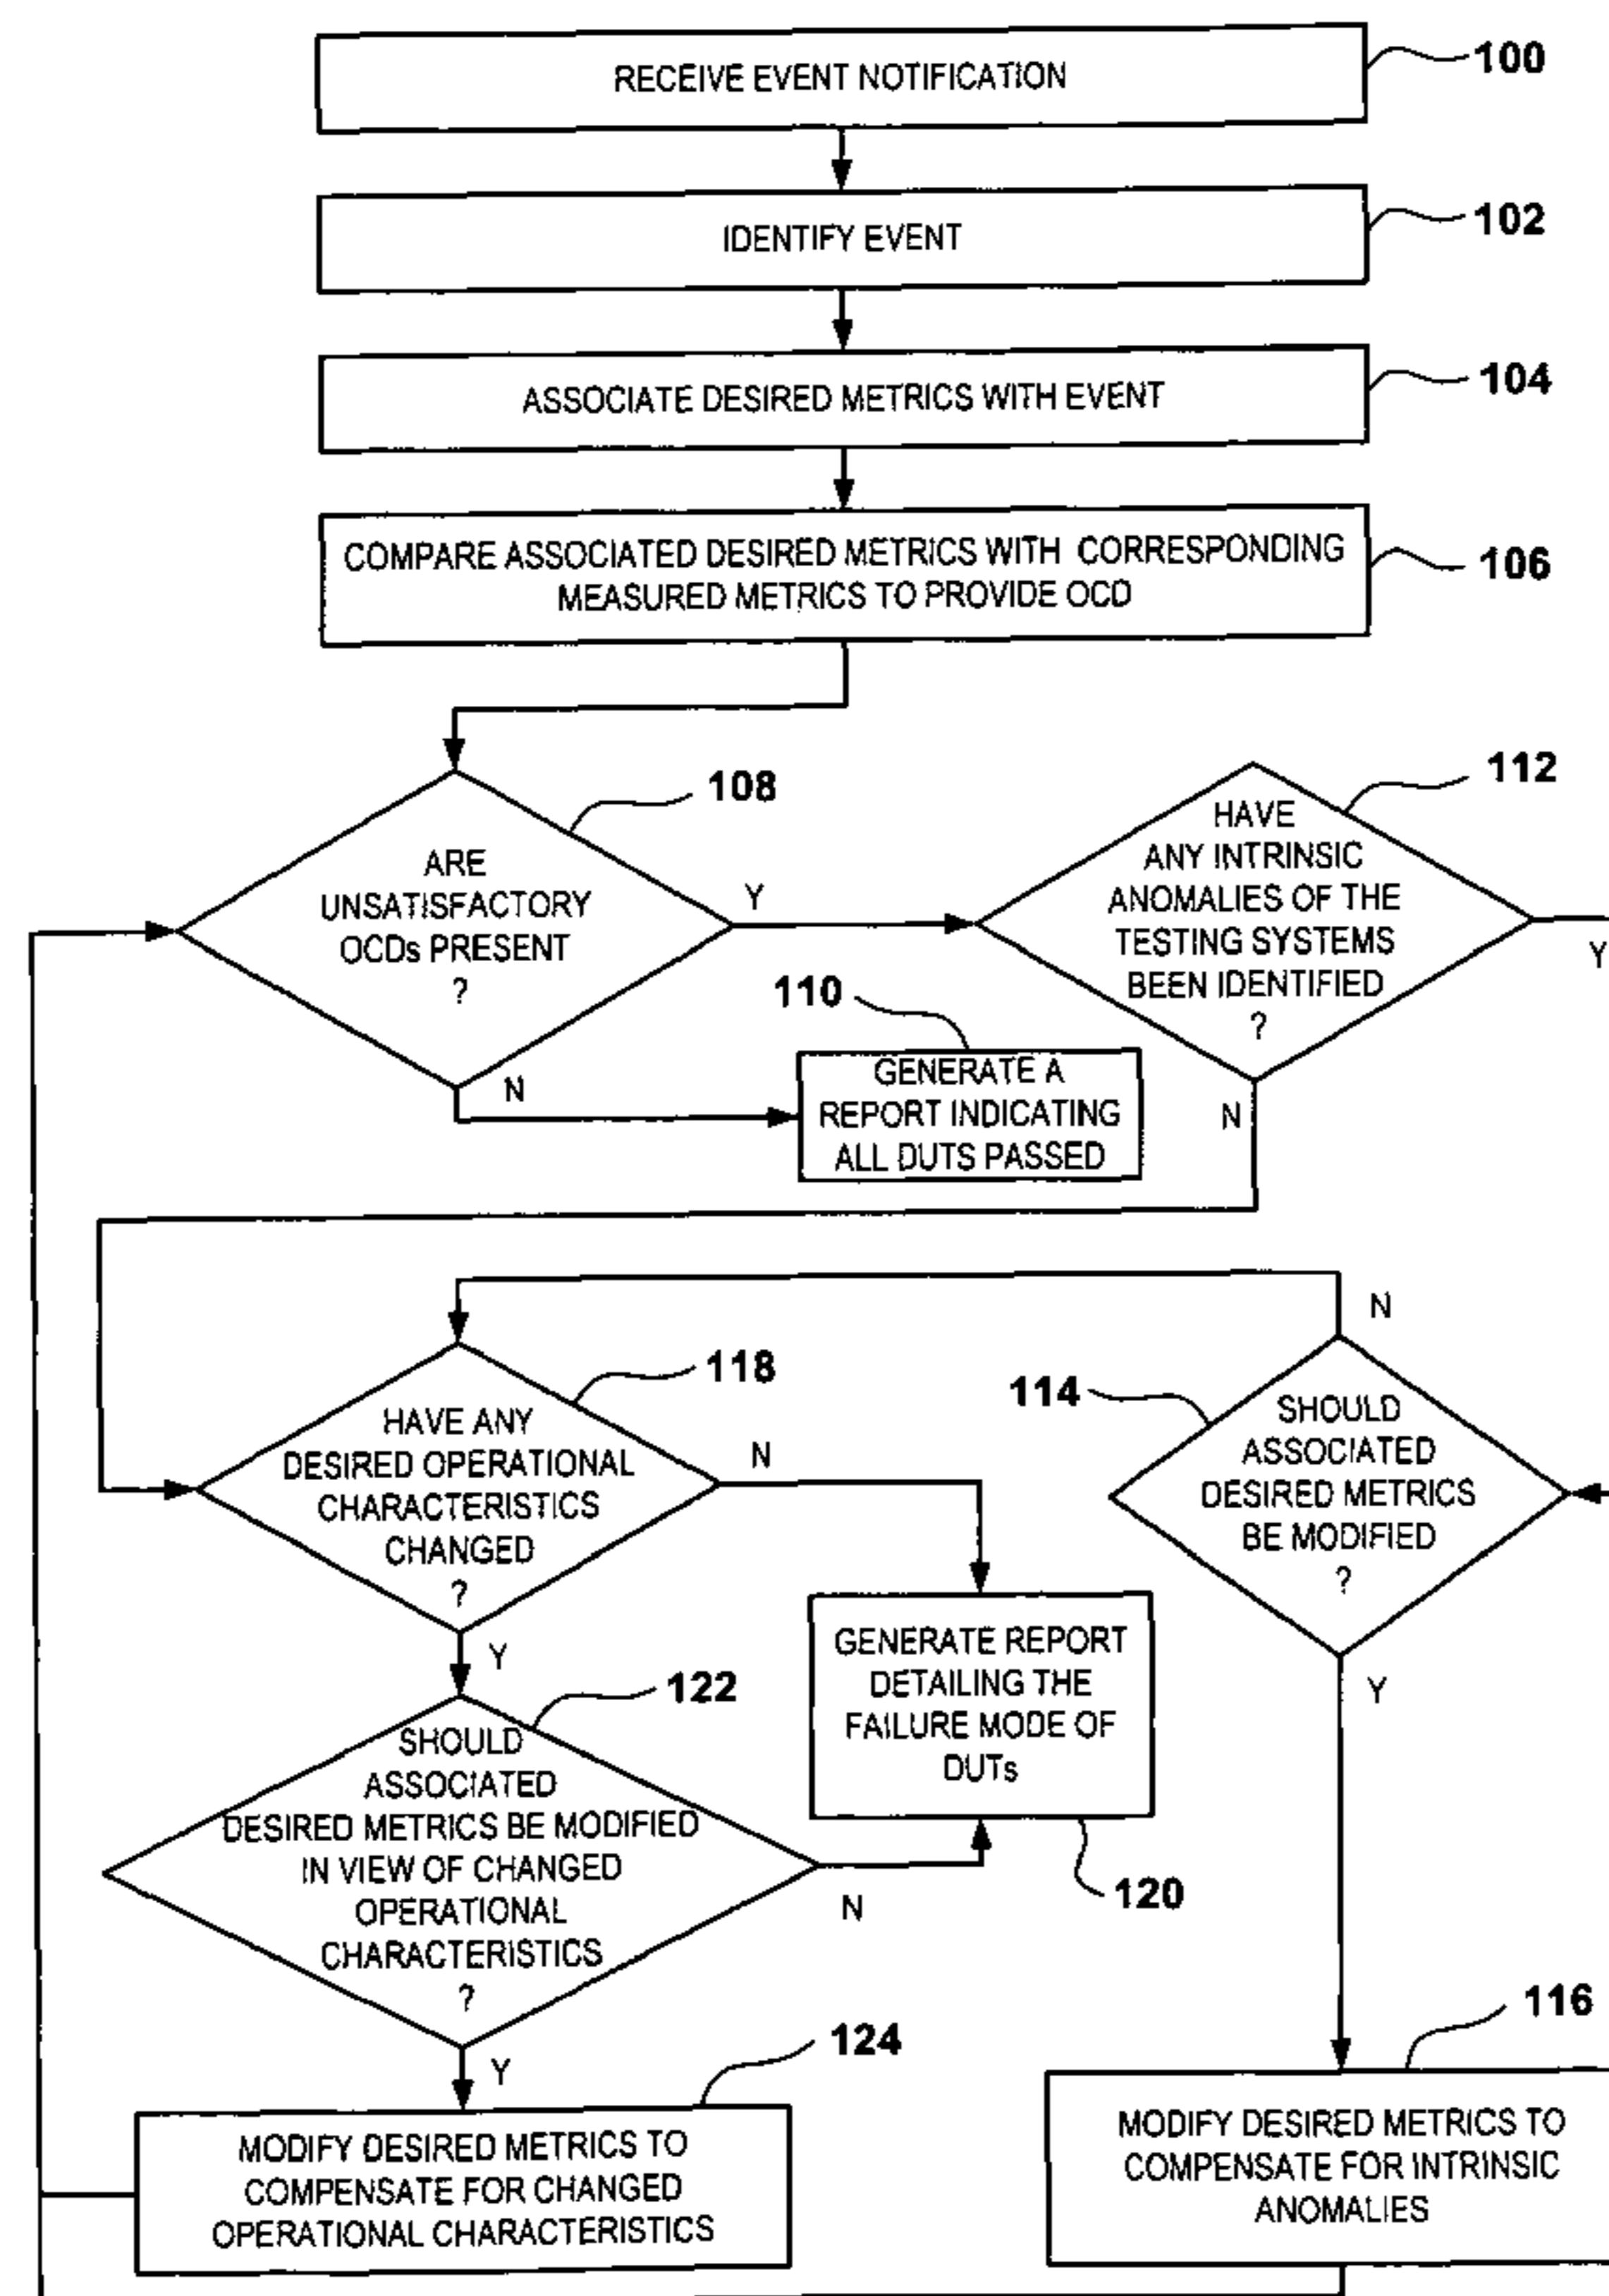 RECEIVE EVENT NOTIFICATION
100
IDENTIFY EVENT
102
ASSOCIATE DESIRED METRICS WITH EVENT
104
COMPARE ASSOCIATED DESIRED METRICS WITH CORRESPONDING
MEASURED METRICS TO PROVIDE OCD
106
108
ARE
UNSATISFACTORY
OCDs PRESENT
?
Y
N
112
HAVE
ANY INTRINSIC
ANOMALIES OF THE
TESTING SYSTEMS
BEEN IDENTIFIED
?
Y
N
110
GENERATE A
REPORT INDICATING
ALL DUTS PASSED
118
HAVE ANY
DESIRED OPERATIONAL
CHARACTERISTICS
CHANGED
?
N
Y
114
SHOULD
ASSOCIATED
DESIRED METRICS
BE MODIFIED
?
N
Y
GENERATE REPORT
DETAILING THE
FAILURE MODE OF
DUTs
120
122
SHOULD
ASSOCIATED
DESIRED METRICS BE MODIFIED
IN VIEW OF CHANGED
OPERATIONAL
CHARACTERISTICS
?
N
Y
124
MODIFY DESIRED METRICS TO
COMPENSATE FOR CHANGED
OPERATIONAL CHARACTERISTICS
116
MODIFY DESIRED METRICS TO
COMPENSATE FOR INTRINSIC
ANOMALIES